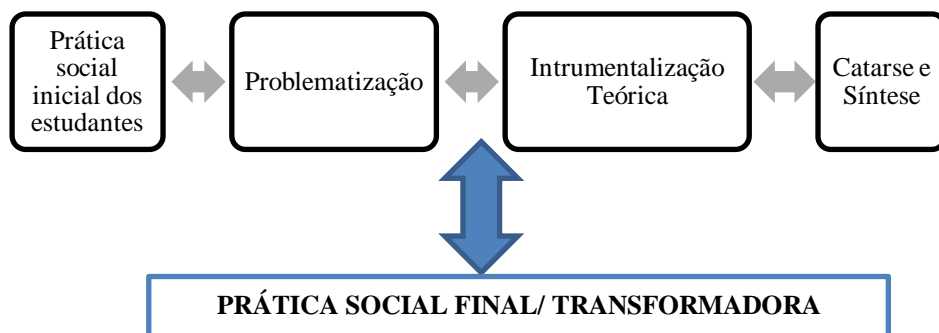 Prática
social
inicial dos
estudantes
Problematização
Intrumentalização
Teórica
Catarse e
Síntese
PRÁTICA SOCIAL FINAL/ TRANSFORMADORA